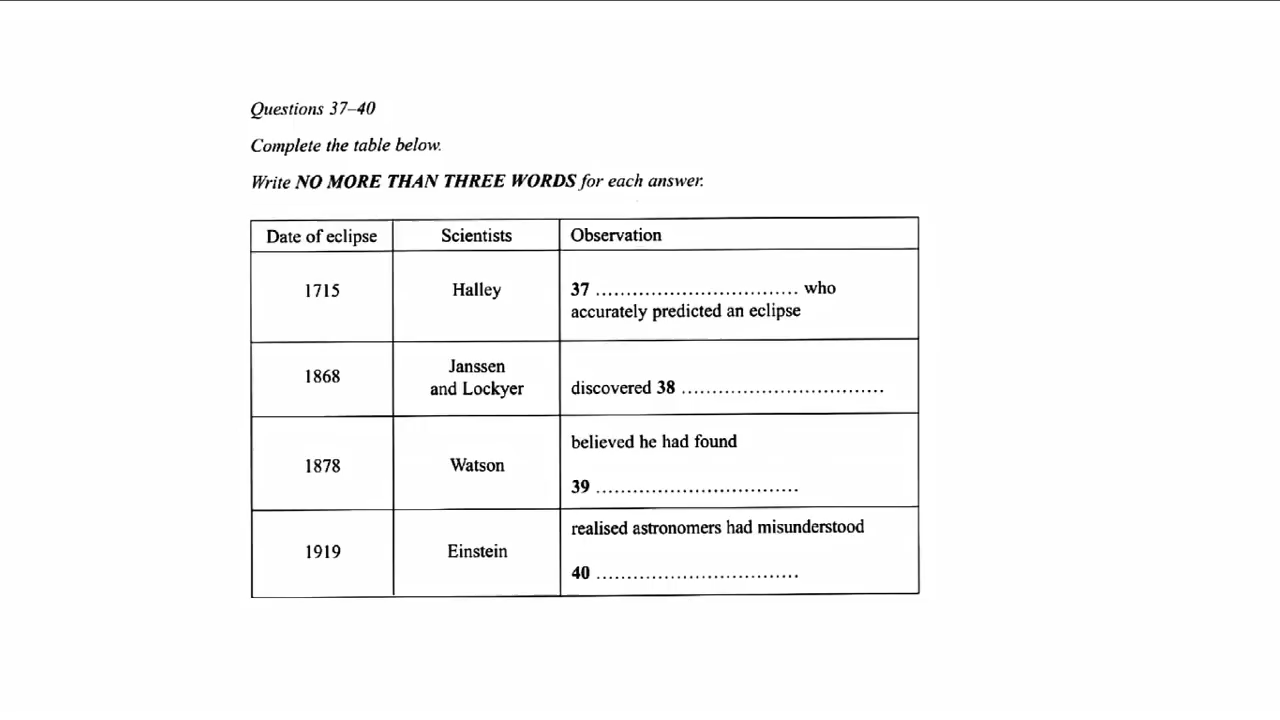 Questions 37–40
Complete the table below.
Write NO MORE THAN THREE WORDS for each answer.
Date of eclipse Scientists Observation
1715 Halley 37 ................................. who
accurately predicted an eclipse
1868 Janssen
and Lockyer discovered 38 .................................
1878 Watson believed he had found
39 .................................
1919 Einstein realised astronomers had misunderstood
40 .................................